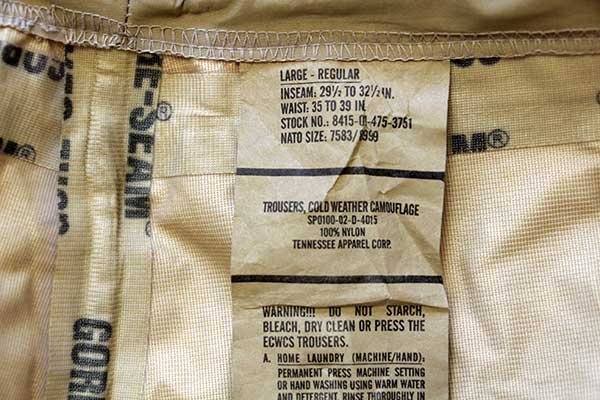 LARGE - REGULAR
INSEAM: 29½ TO 32½ IN.
WAIST: 35 TO 39 IN
STOCK NO.: 8415-01-475-3751
NATO SIZE: 7583/8999
TROUSERS, COLD WEATHER CAMOUFLAGE
SPO100-02-D-4015
100% NYLON
TENNESSEE APPAREL CORP.
WARNING!!! DO NOT STARCH,
BLEACH, DRY CLEAN OR PRESS THE
ECWCS TROUSERS.
A. HOME LAUNDRY (MACHINE/HAND),
PERMANENT PRESS MACHINE SETTING
OR HAND WASHING USING WARM WATER
AND DETERGENT. RINSE THOROUGHLY IN
E-SEAM®
GOR